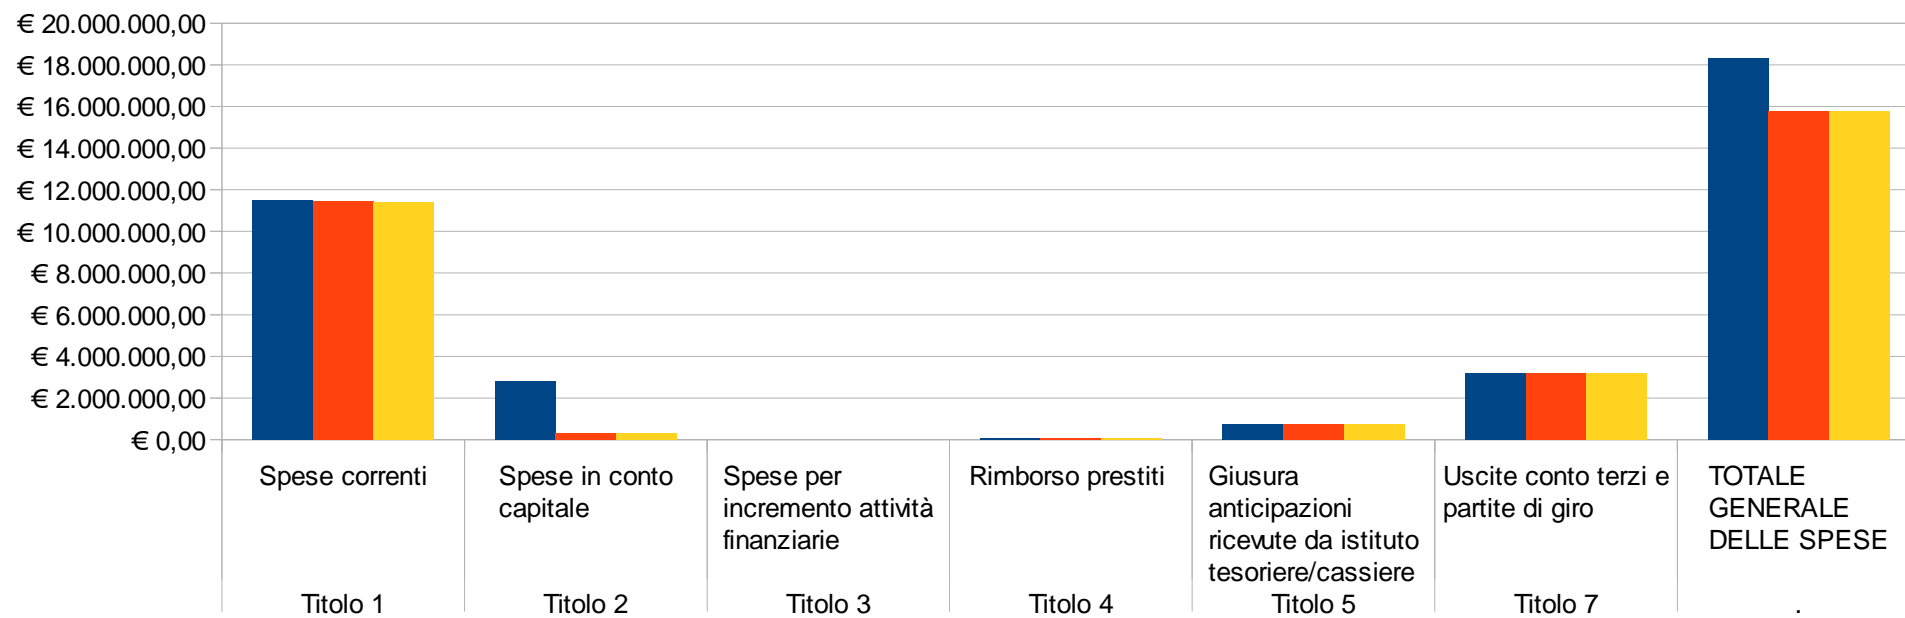 € 20.000.000,00
€ 18.000.000,00
€ 16.000.000,00
€ 14.000.000,00
€ 12.000.000,00
€ 10.000.000,00
€ 8.000.000,00
€ 6.000.000,00
€ 4.000.000,00
€ 2.000.000,00
€ 0,00
Spese correnti
Titolo 1
Spese in conto
capitale
Titolo 2
Spese per
incremento attività
finanziarie
Titolo 3
Rimborso prestiti
Titolo 4
Giusura
anticipazioni
ricevute da istituto
tesoriere/cassiere
Titolo 5
Uscite conto terzi e
partite di giro
Titolo 7
TOTALE
GENERALE
DELLE SPESE
.